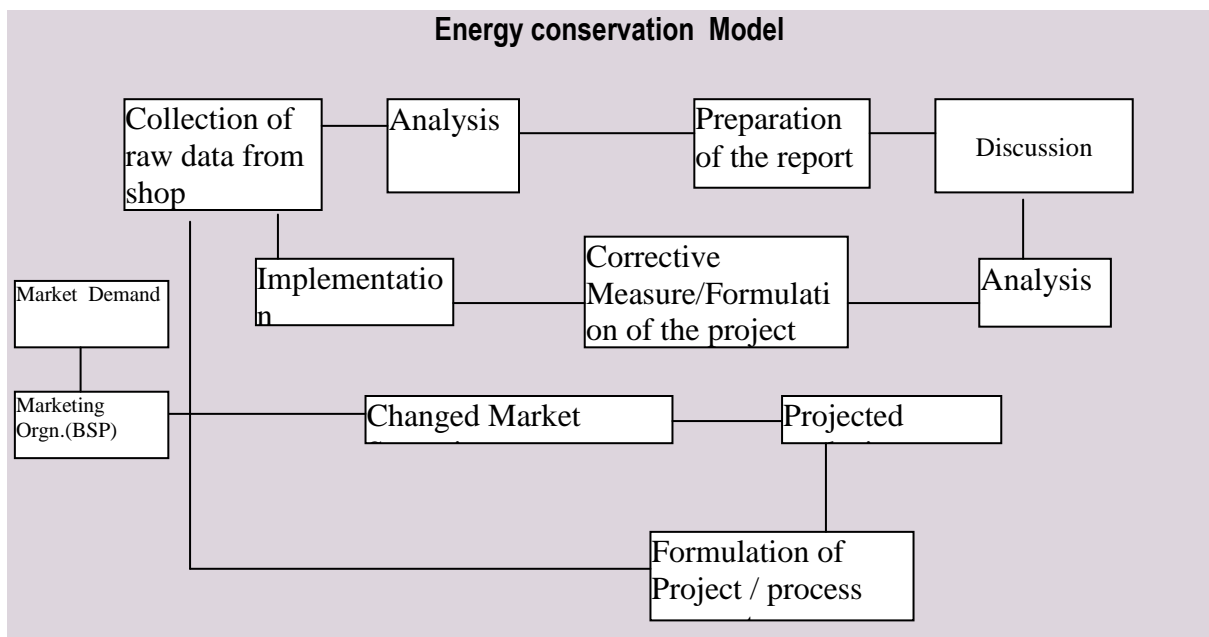 Energy conservation Model
Collection of
raw data from
shop
Analysis
Preparation
of the report
Discussion
Implementatio
n
Corrective
Measure/Formulati
on of the project
Analysis
Market Demand
Marketing
Orgn.(BSP)
Changed Market
Projected
Formulation of
Project / process